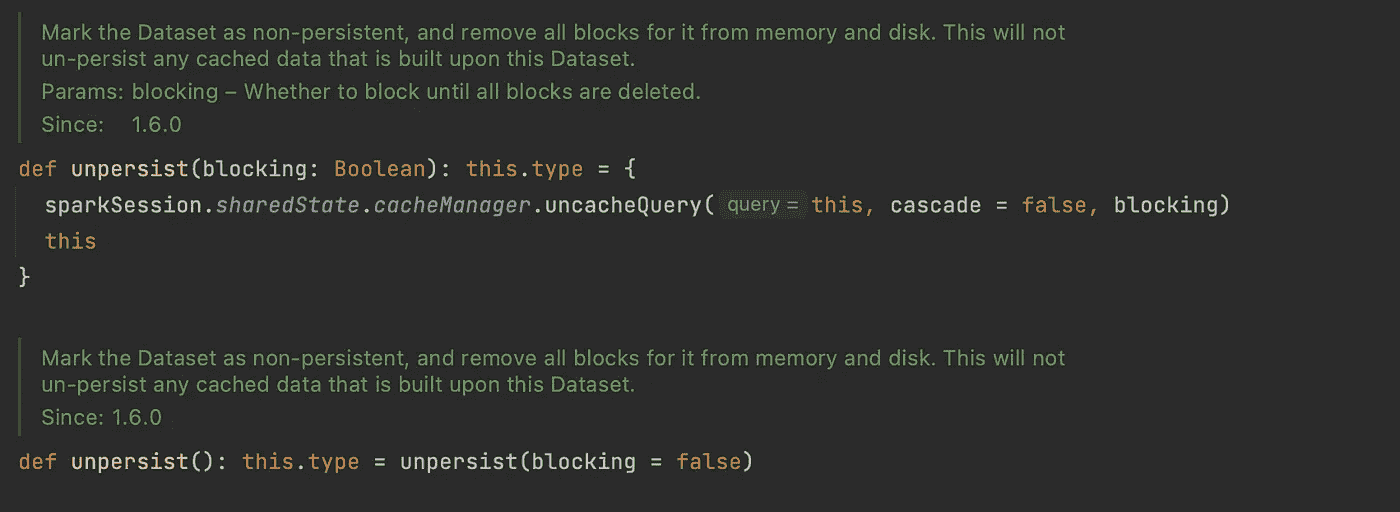 Mark the Dataset as non-persistent, and remove all blocks for it from memory and disk. This will not
un-persist any cached data that is built upon this Dataset.
Params: blocking – Whether to block until all blocks are deleted.
Since: 1.6.0
def unpersist(blocking: Boolean): this.type = {
sparkSession.sharedState.cacheManager.uncacheQuery( query = this, cascade = false, blocking)
this
}
Mark the Dataset as non-persistent, and remove all blocks for it from memory and disk. This will not
un-persist any cached data that is built upon this Dataset.
Since: 1.6.0
def unpersist(): this.type = unpersist(blocking = false)